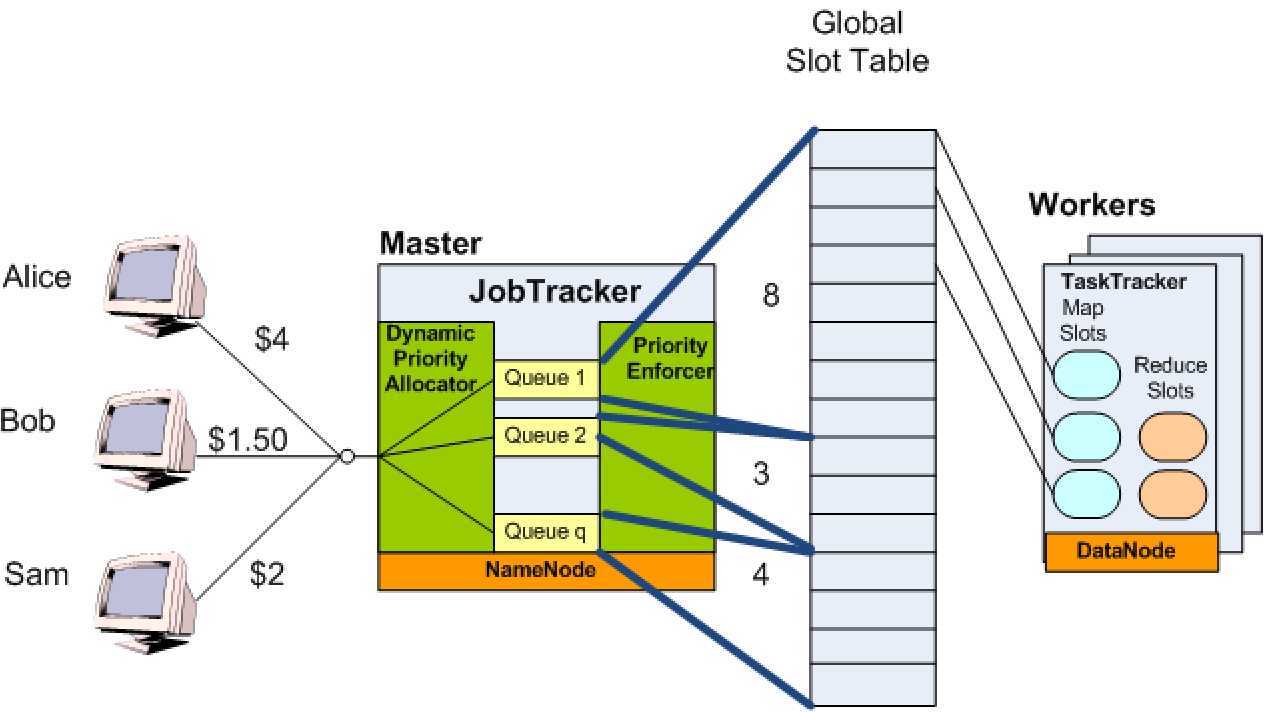 Global
Slot Table
Workers
Master
Alice
JobTracker
TaskTracker
Map
Slots
8
$4
Dynamic
Priority
Allocator
Priority
Enforcer
Reduce
Slots
Queue 1
Bob
$1.50
Queue 2
3
Queue q
DataNode
Sam
$2
NameNode
4